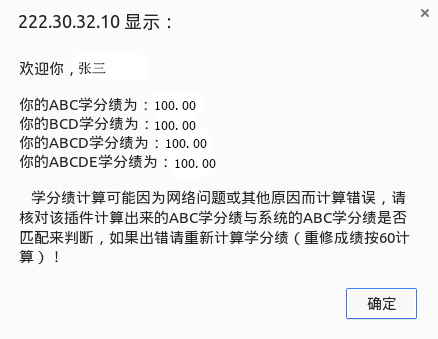 222.30.32.10 显示：
欢迎你，张三
你的ABC学分绩为：100.00
你的BCD学分绩为：100.00
你的ABCD学分绩为：100.00
你的ABCDE学分绩为：100.00
学分绩计算可能因为网络问题或其他原因而计算错误，请
核对该插件计算出来的ABC学分绩与系统的ABC学分绩是否
匹配来判断，如果出错请重新计算学分绩（重修成绩按60计
算）！
确定